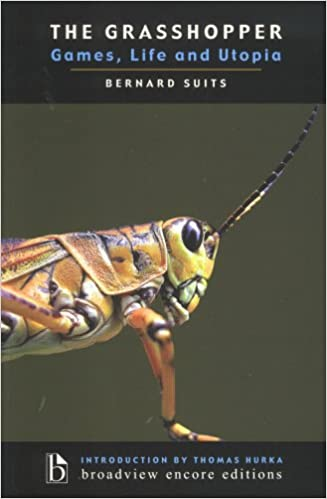 THE GRASSHOPPER
Games, Life and Utopia
BERNARD SUITS
b
INTRODUCTION BY THOMAS HURKA
broadview encore editions